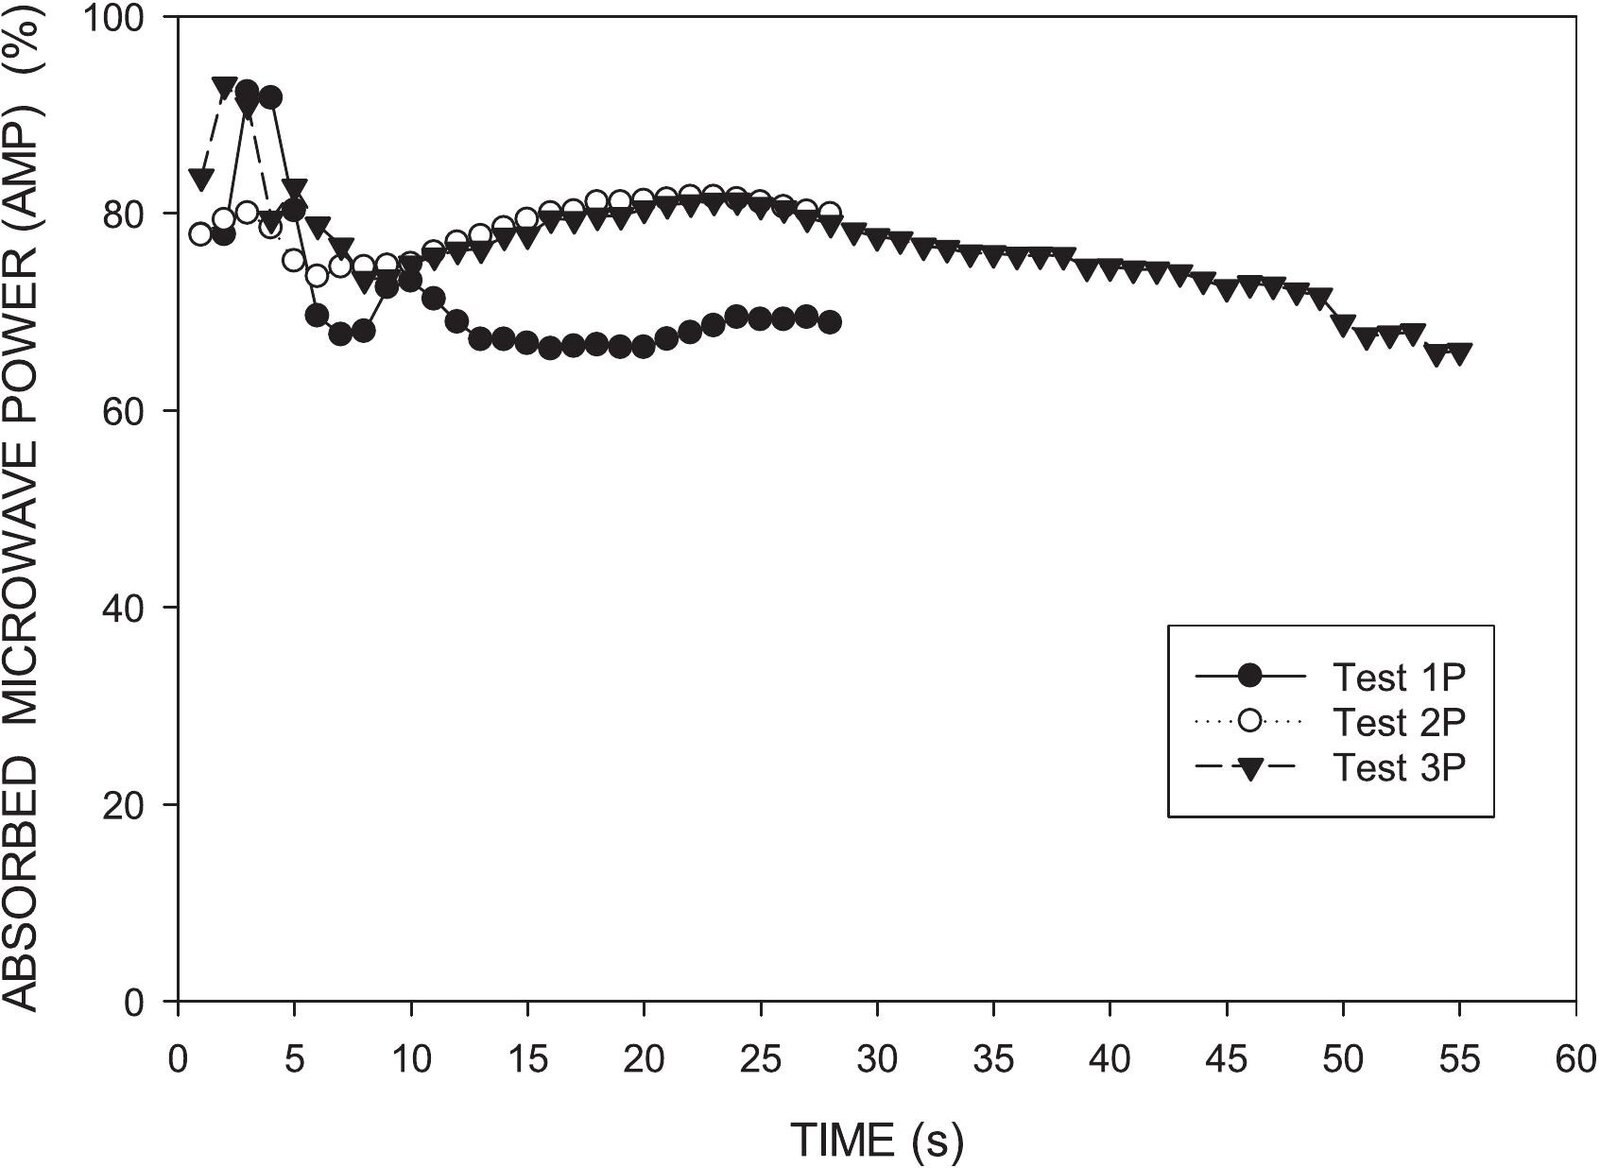 ABSORBED MICROWAVE POWER (AMP) (%)
100
80
60
40
20
0
0 5 10 15 20 25 30 35 40 45 50 55 60
TIME (s)
Test 1P
Test 2P
Test 3P